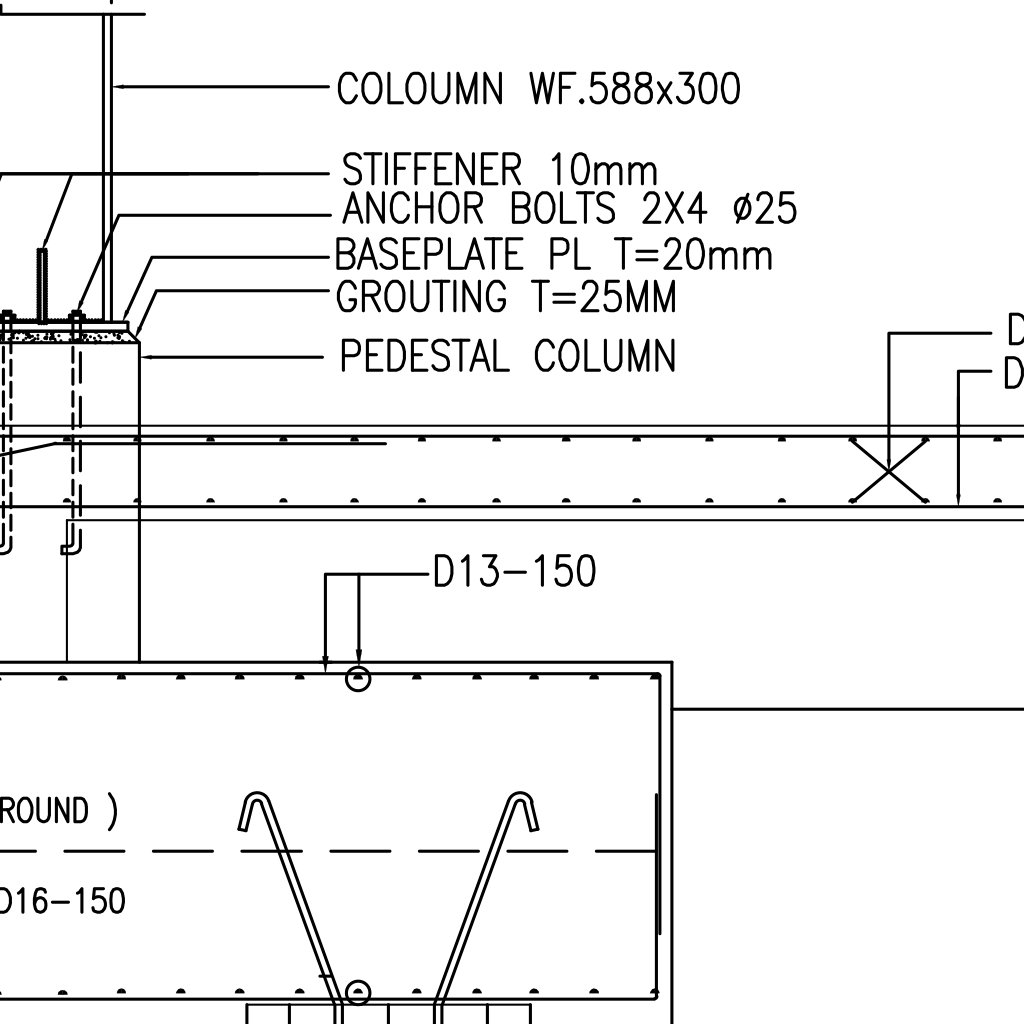 COLOUMN WF.588x300
STIFFENER 10mm
ANCHOR BOLTS 2X4 ø25
BASEPLATE PL T=20mm
GROUTING T=25MM
PEDESTAL COLUMN
D
D
D13-150
ROUND )
D16-150